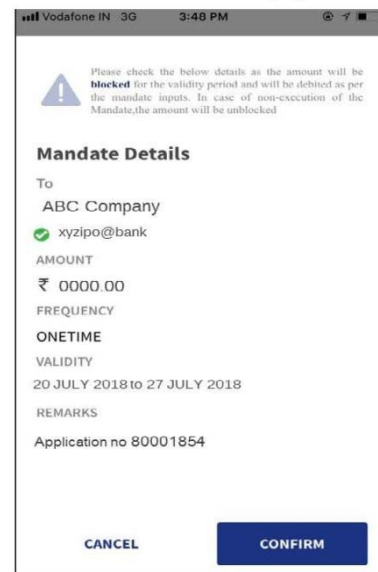 Vodafone IN 3G 3:48 PM
Please check the below details as the amount will be
blocked for the validity period and will be debited as per
the mandate inputs. In case of non-execution of the
Mandate,the amount will be unblocked
Mandate Details
To
ABC Company
xyzipo@bank
AMOUNT
₹ 0000.00
FREQUENCY
ONETIME
VALIDITY
20 JULY 2018 to 27 JULY 2018
REMARKS
Application no 80001854
CANCEL CONFIRM